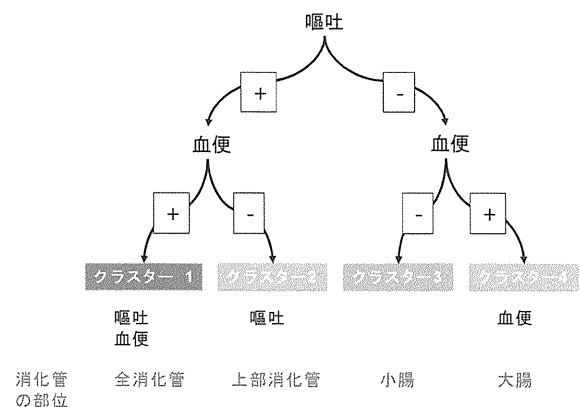 嘔吐
+
-
血便
血便
+
-
-
+
クラスター 1
クラスター2
クラスター3
クラスター4
嘔吐
血便
嘔吐
血便
消化管
の部位
全消化管
上部消化管
小腸
大腸